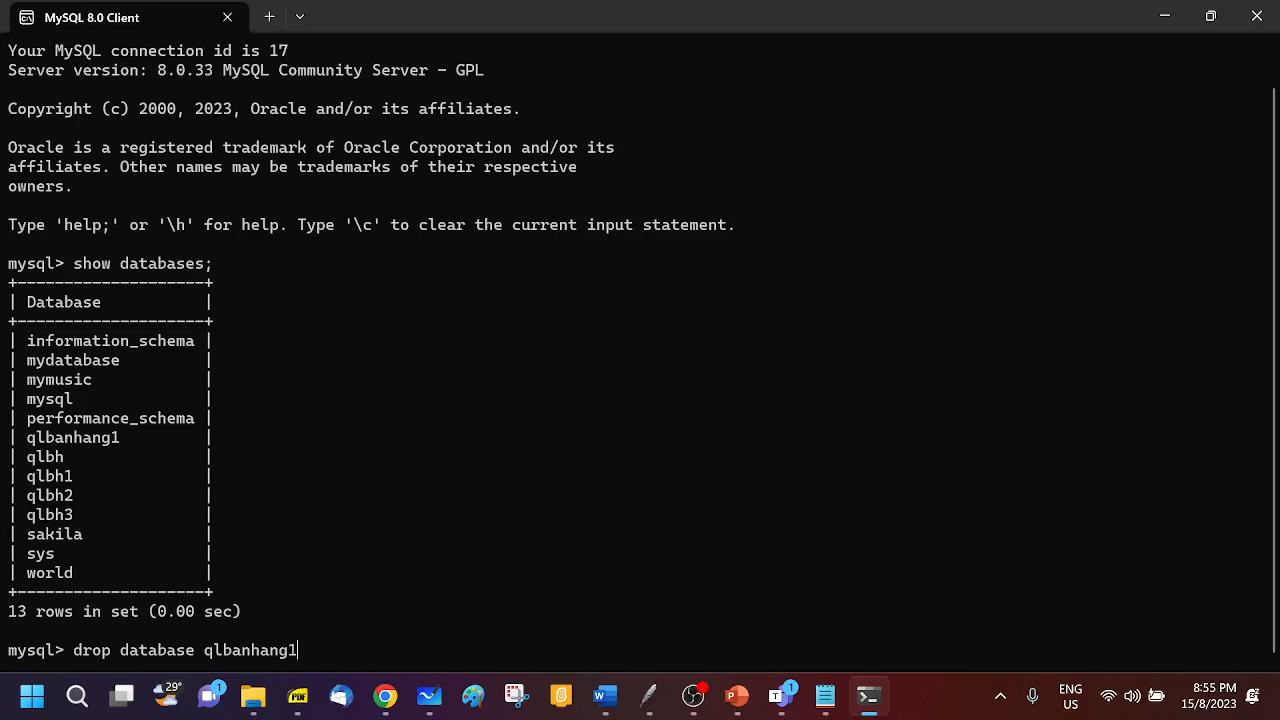 MySQL 8.0 Client
Your MySQL connection id is 17
Server version: 8.0.33 MySQL Community Server - GPL
Copyright (c) 2000, 2023, Oracle and/or its affiliates.
Oracle is a registered trademark of Oracle Corporation and/or its
affiliates. Other names may be trademarks of their respective
owners.
Type 'help;' or '\h' for help. Type '\c' to clear the current input statement.
mysql> show databases;
+--------------------+
| Database           |
+--------------------+
| information_schema |
| mydatabase         |
| mymusic            |
| mysql              |
| performance_schema |
| qlbanhang1         |
| qlbh               |
| qlbh1              |
| qlbh2              |
| qlbh3              |
| sakila             |
| sys                |
| world              |
+--------------------+
13 rows in set (0.00 sec)
mysql> drop database qlbanhang1
29°
1
PDF
1
ENG
US
8:55 PM
15/8/2023